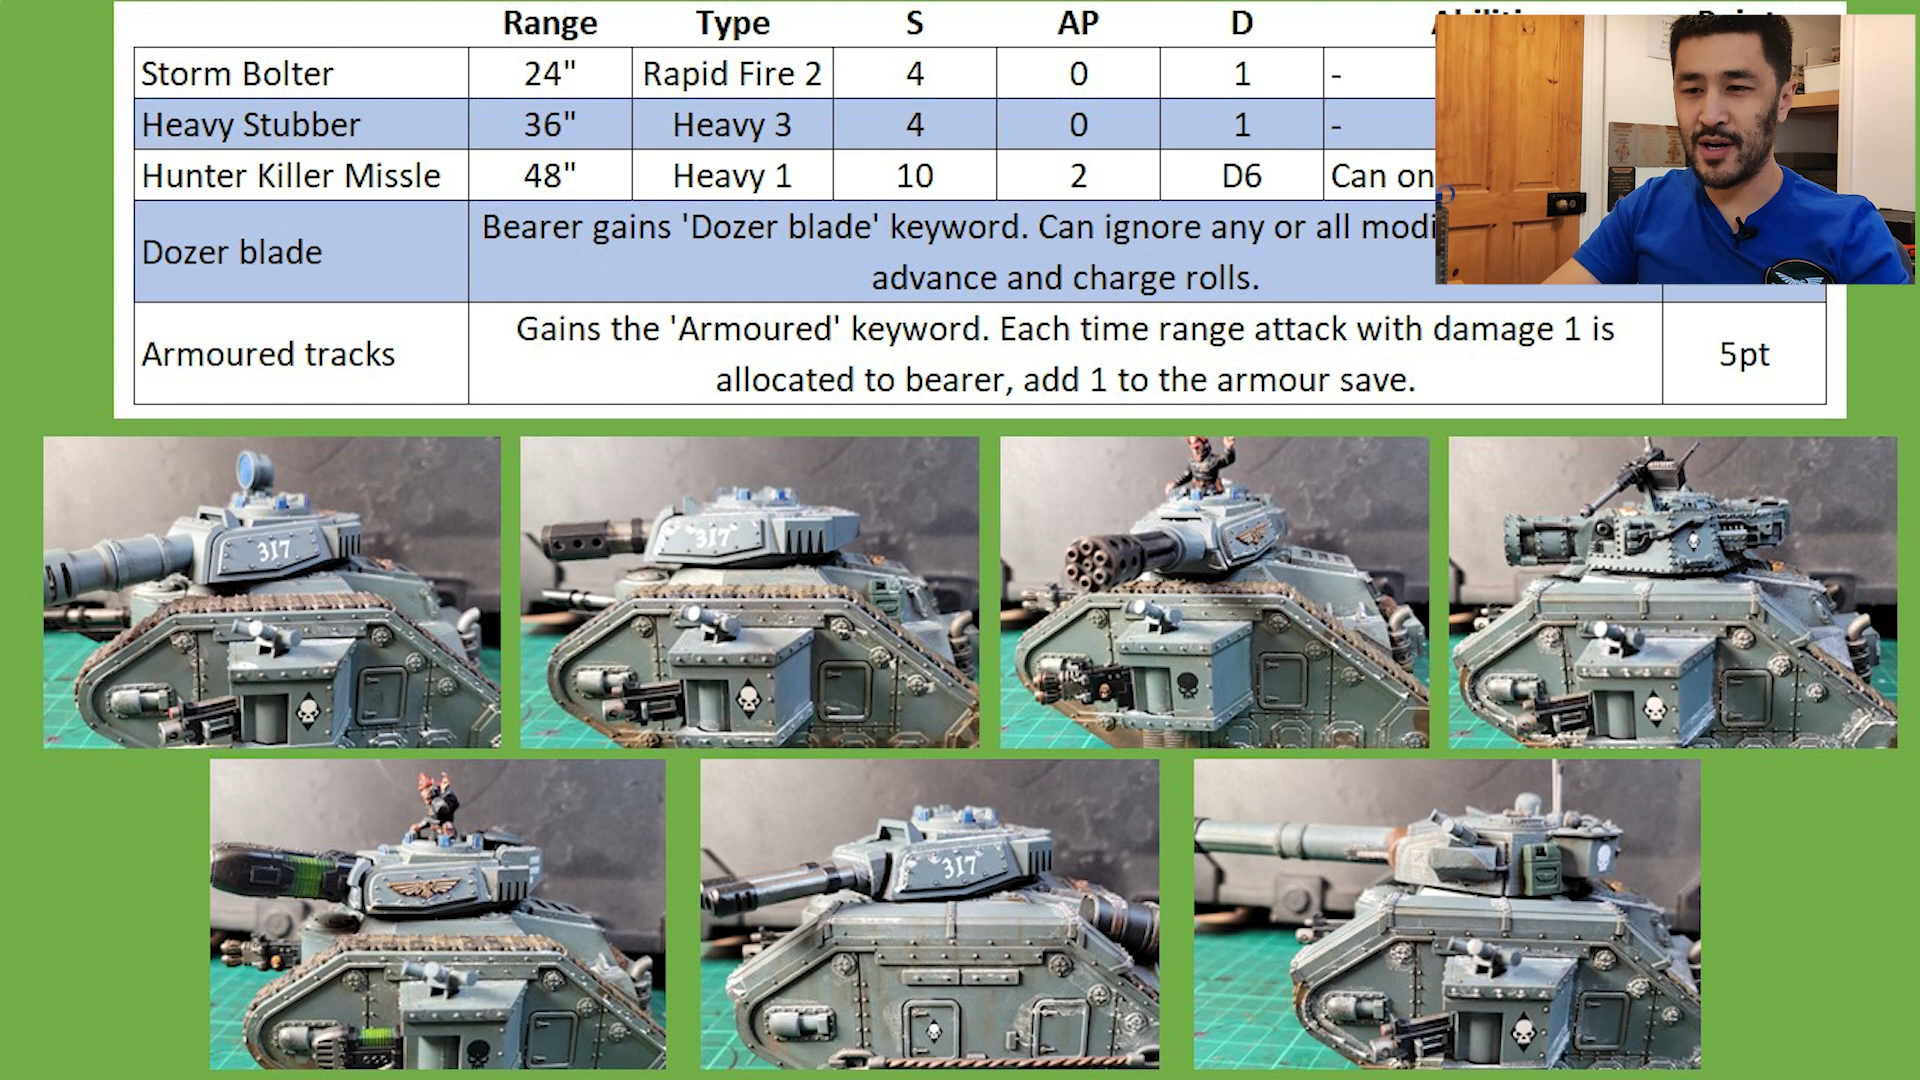 Range Type S AP D
Storm Bolter 24" Rapid Fire 2 4 0 1 -
Heavy Stubber 36" Heavy 3 4 0 1 -
Hunter Killer Missle 48" Heavy 1 10 2 D6 Can on
Dozer blade Bearer gains 'Dozer blade' keyword. Can ignore any or all modi
advance and charge rolls.
Armoured tracks Gains the 'Armoured' keyword. Each time range attack with damage 1 is
allocated to bearer, add 1 to the armour save.
5pt
317
317
317